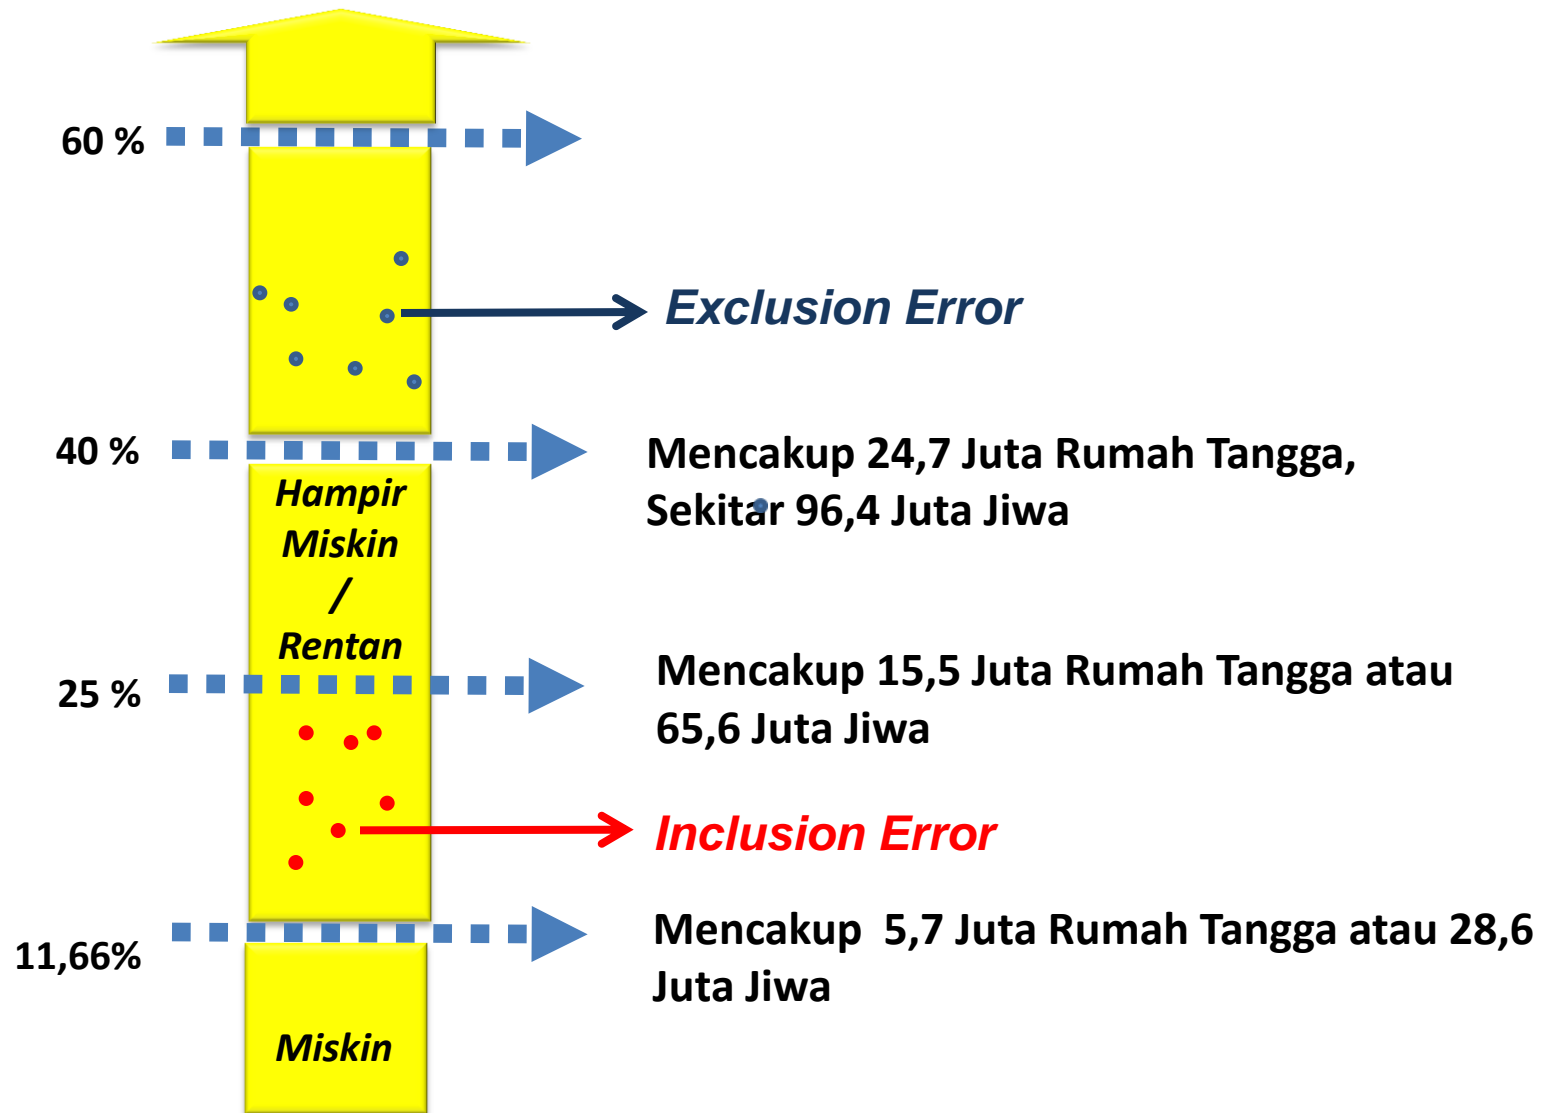 60 %
Exclusion Error
40 %
Mencakup 24,7 Juta Rumah Tangga,
Sekitar 96,4 Juta Jiwa
Hampir
Miskin
/
Rentan
25 %
Mencakup 15,5 Juta Rumah Tangga atau
65,6 Juta Jiwa
Inclusion Error
11,66%
Mencakup 5,7 Juta Rumah Tangga atau 28,6
Juta Jiwa
Miskin